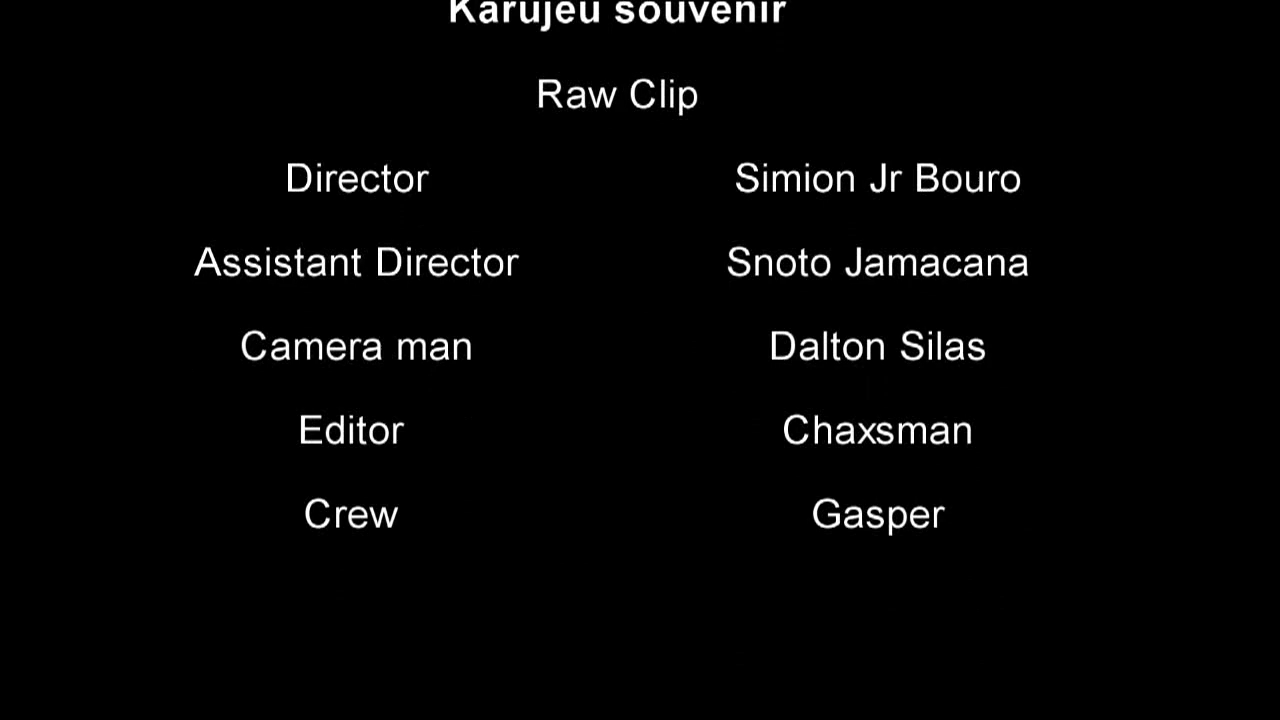 Karujeu souvenir
Raw Clip
Director Simion Jr Bouro
Assistant Director Snoto Jamacana
Camera man Dalton Silas
Editor Chaxsman
Crew Gasper